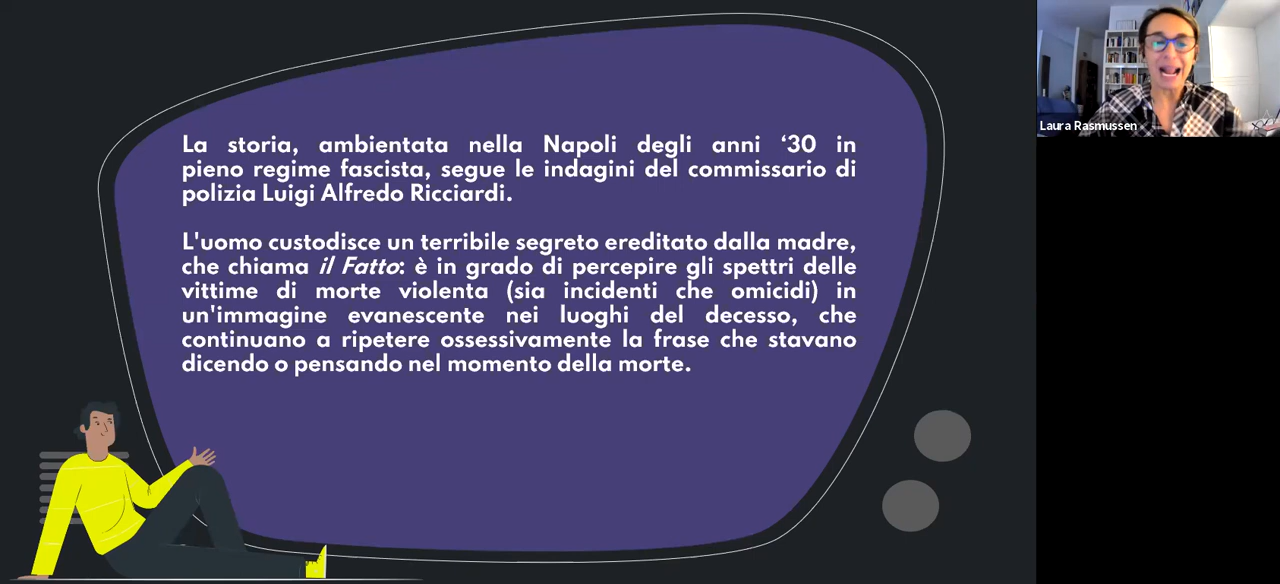 La storia, ambientata nella Napoli degli anni ‘30 in
pieno regime fascista, segue le indagini del commissario di
polizia Luigi Alfredo Ricciardi.
L'uomo custodisce un terribile segreto ereditato dalla madre,
che chiama il Fatto: è in grado di percepire gli spettri delle
vittime di morte violenta (sia incidenti che omicidi) in
un'immagine evanescente nei luoghi del decesso, che
continuano a ripetere ossessivamente la frase che stavano
dicendo o pensando nel momento della morte.
Laura Rasmussen